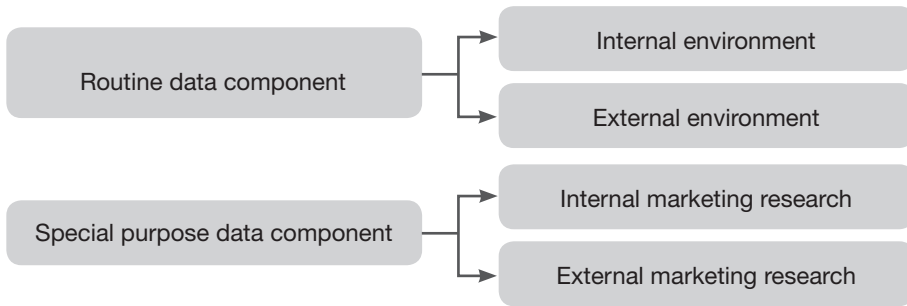 Routine data component
Internal environment
External environment
Special purpose data component
Internal marketing research
External marketing research